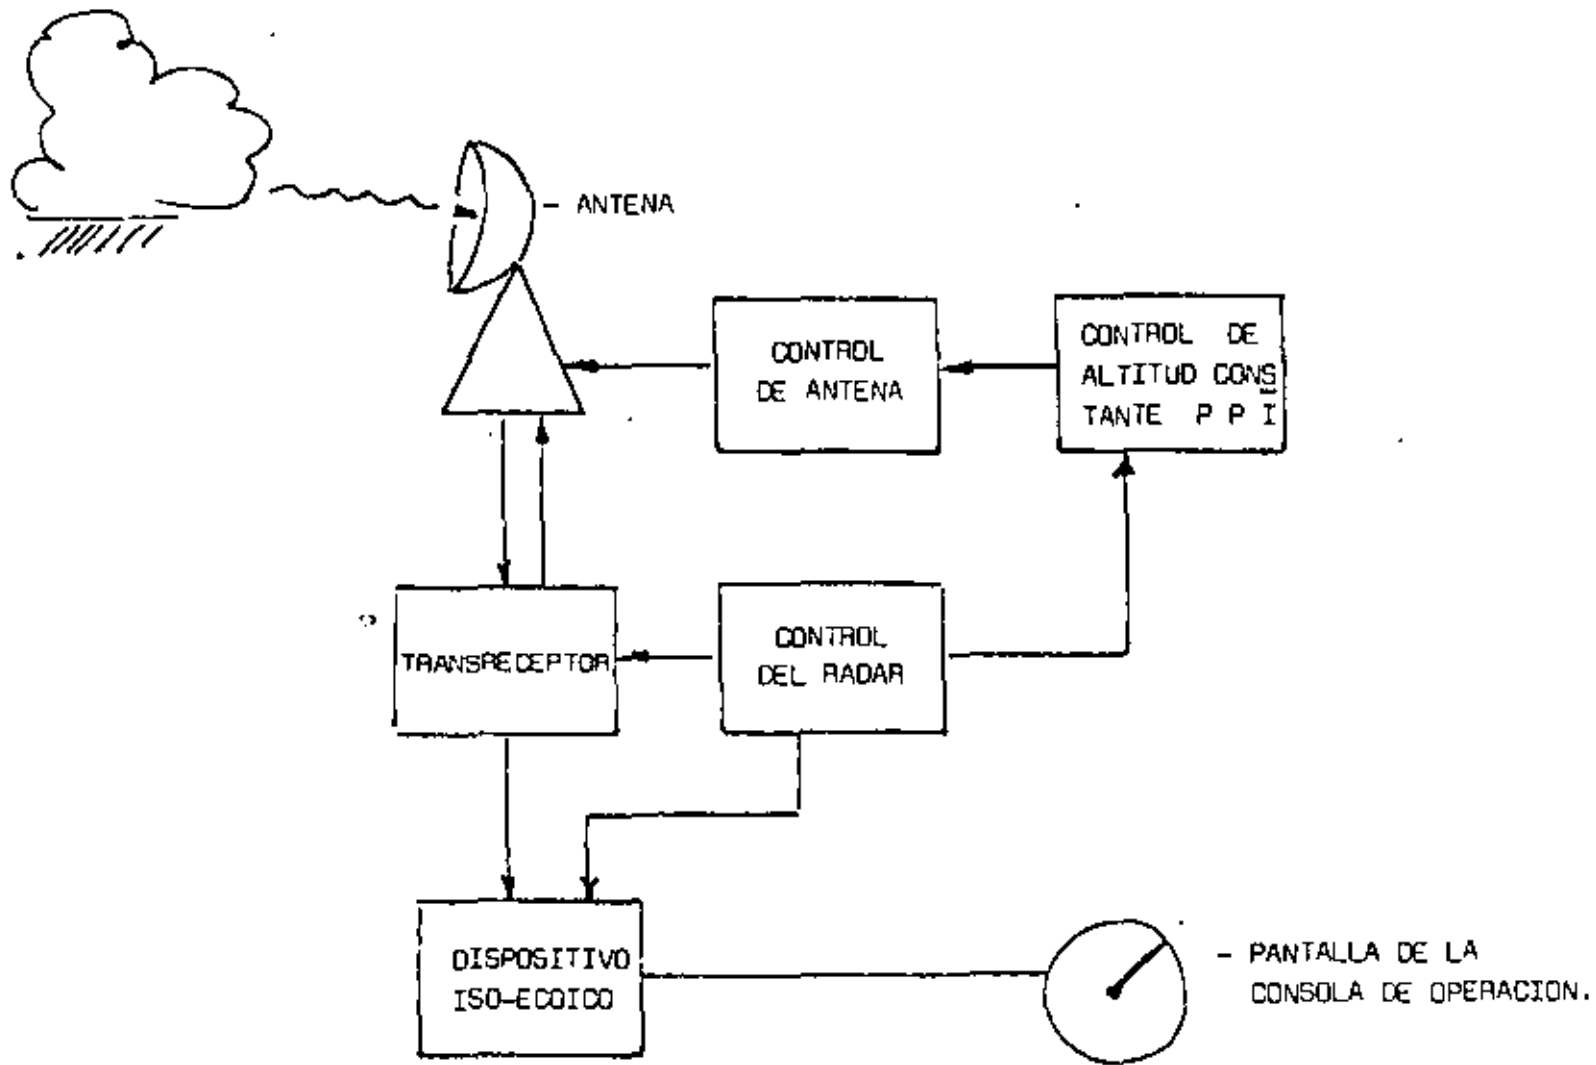 - ANTENA
CONTROL
DE ANTENA
CONTROL DE
ALTITUD CONS
TANTE P P I
TRANSRECEPTOR
CONTROL
DEL RADAR
DISPOSITIVO
ISO-ECOICO
- PANTALLA DE LA
CONSOLA DE OPERACION.